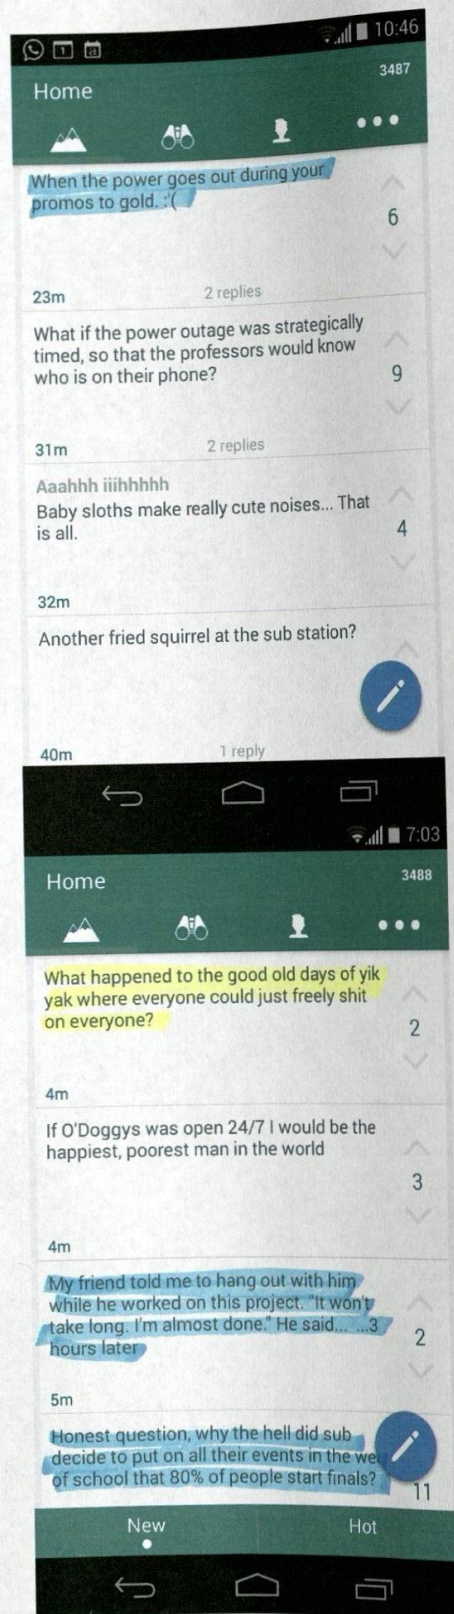 10:46
Home
3487
When the power goes out during your
promos to gold. :'(
6
23m
2 replies
What if the power outage was strategically
timed, so that the professors would know
who is on their phone?
9
31m
2 replies
Aaahhh iiihhhhh
Baby sloths make really cute noises... That
is all.
4
32m
Another fried squirrel at the sub station?
40m
1 reply
7:03
Home
3488
What happened to the good old days of yik
yak where everyone could just freely shit
on everyone?
2
4m
If O'Doggys was open 24/7 I would be the
happiest, poorest man in the world
3
4m
My friend told me to hang out with him
while he worked on this project. "It won't
take long. I'm almost done." He said... ...3
hours later
2
5m
Honest question, why the hell did sub
decide to put on all their events in the we
of school that 80% of people start finals?
11
New
Hot